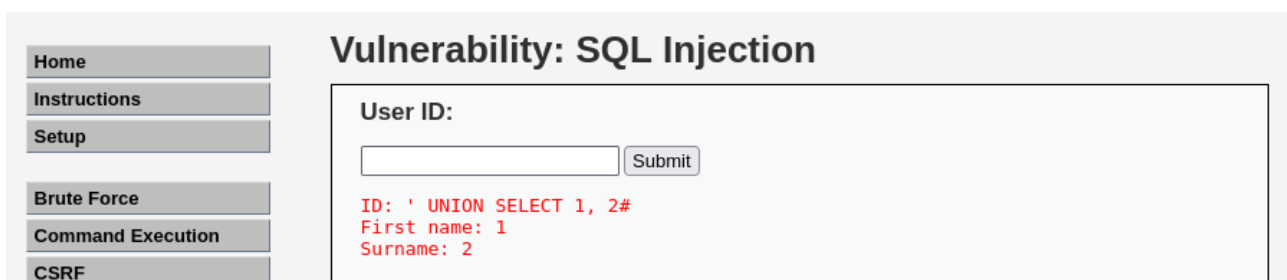 Home
Instructions
Setup
Brute Force
Command Execution
CSRF
Vulnerability: SQL Injection
User ID:
Submit
ID: ' UNION SELECT 1, 2#
First name: 1
Surname: 2